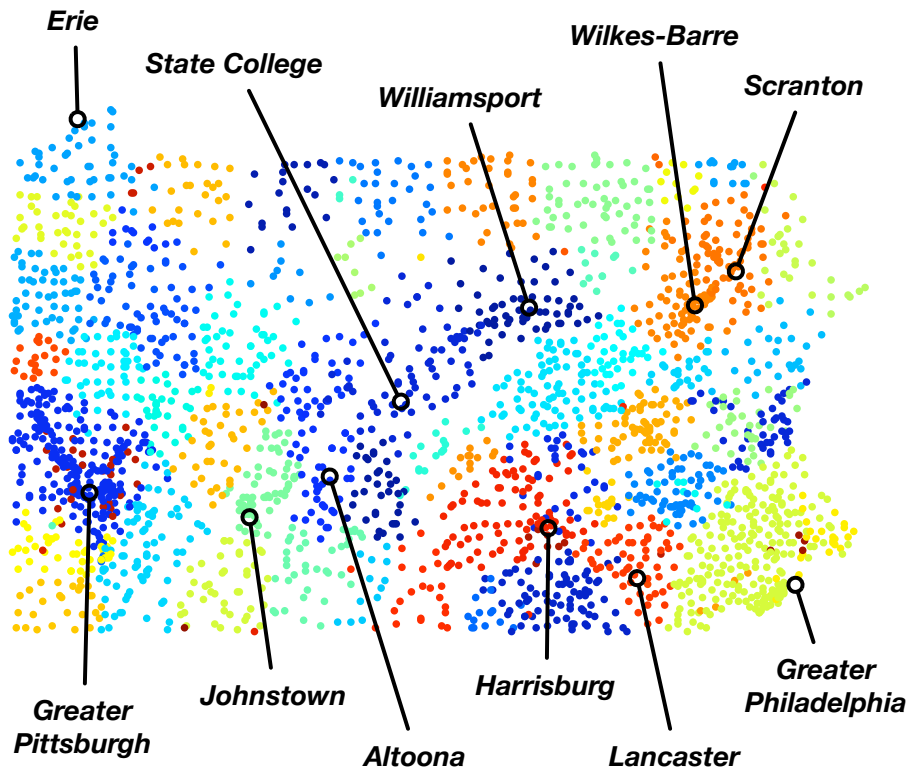 Erie
State College
Williamsport
Wilkes-Barre
Scranton
Greater
Pittsburgh
Johnstown
Altoona
Harrisburg
Lancaster
Greater
Philadelphia